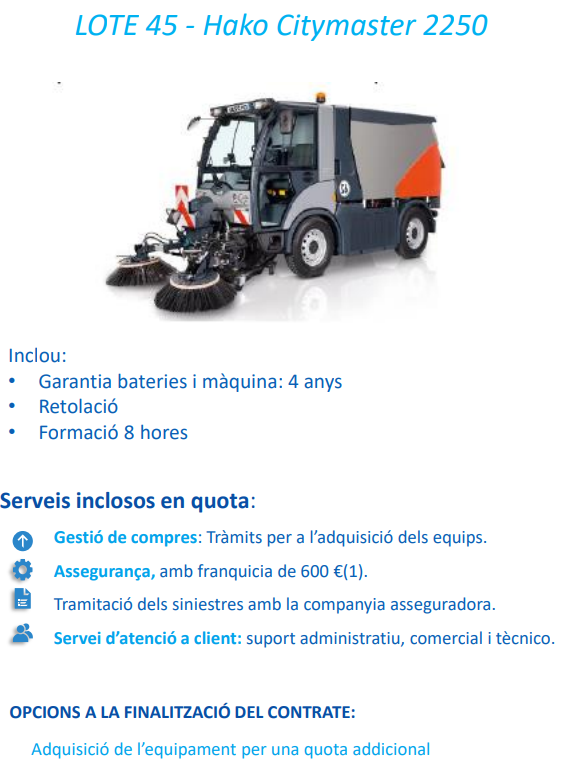 LOTE 45 - Hako Citymaster 2250
Inclou:
• Garantia bateries i màquina: 4 anys
• Retolació
• Formació 8 hores
Serveis inclosos en quota:
Gestió de compres: Tràmits per a l’adquisició dels equips.
Assegurança, amb franquicia de 600 €(1).
Tramitació dels siniestres amb la companyia asseguradora.
Servei d’atenció a client: suport administratiu, comercial i tècnico.
OPCIONS A LA FINALITZACIÓ DEL CONTRATE:
Adquisició de l’equipament per una quota addicional